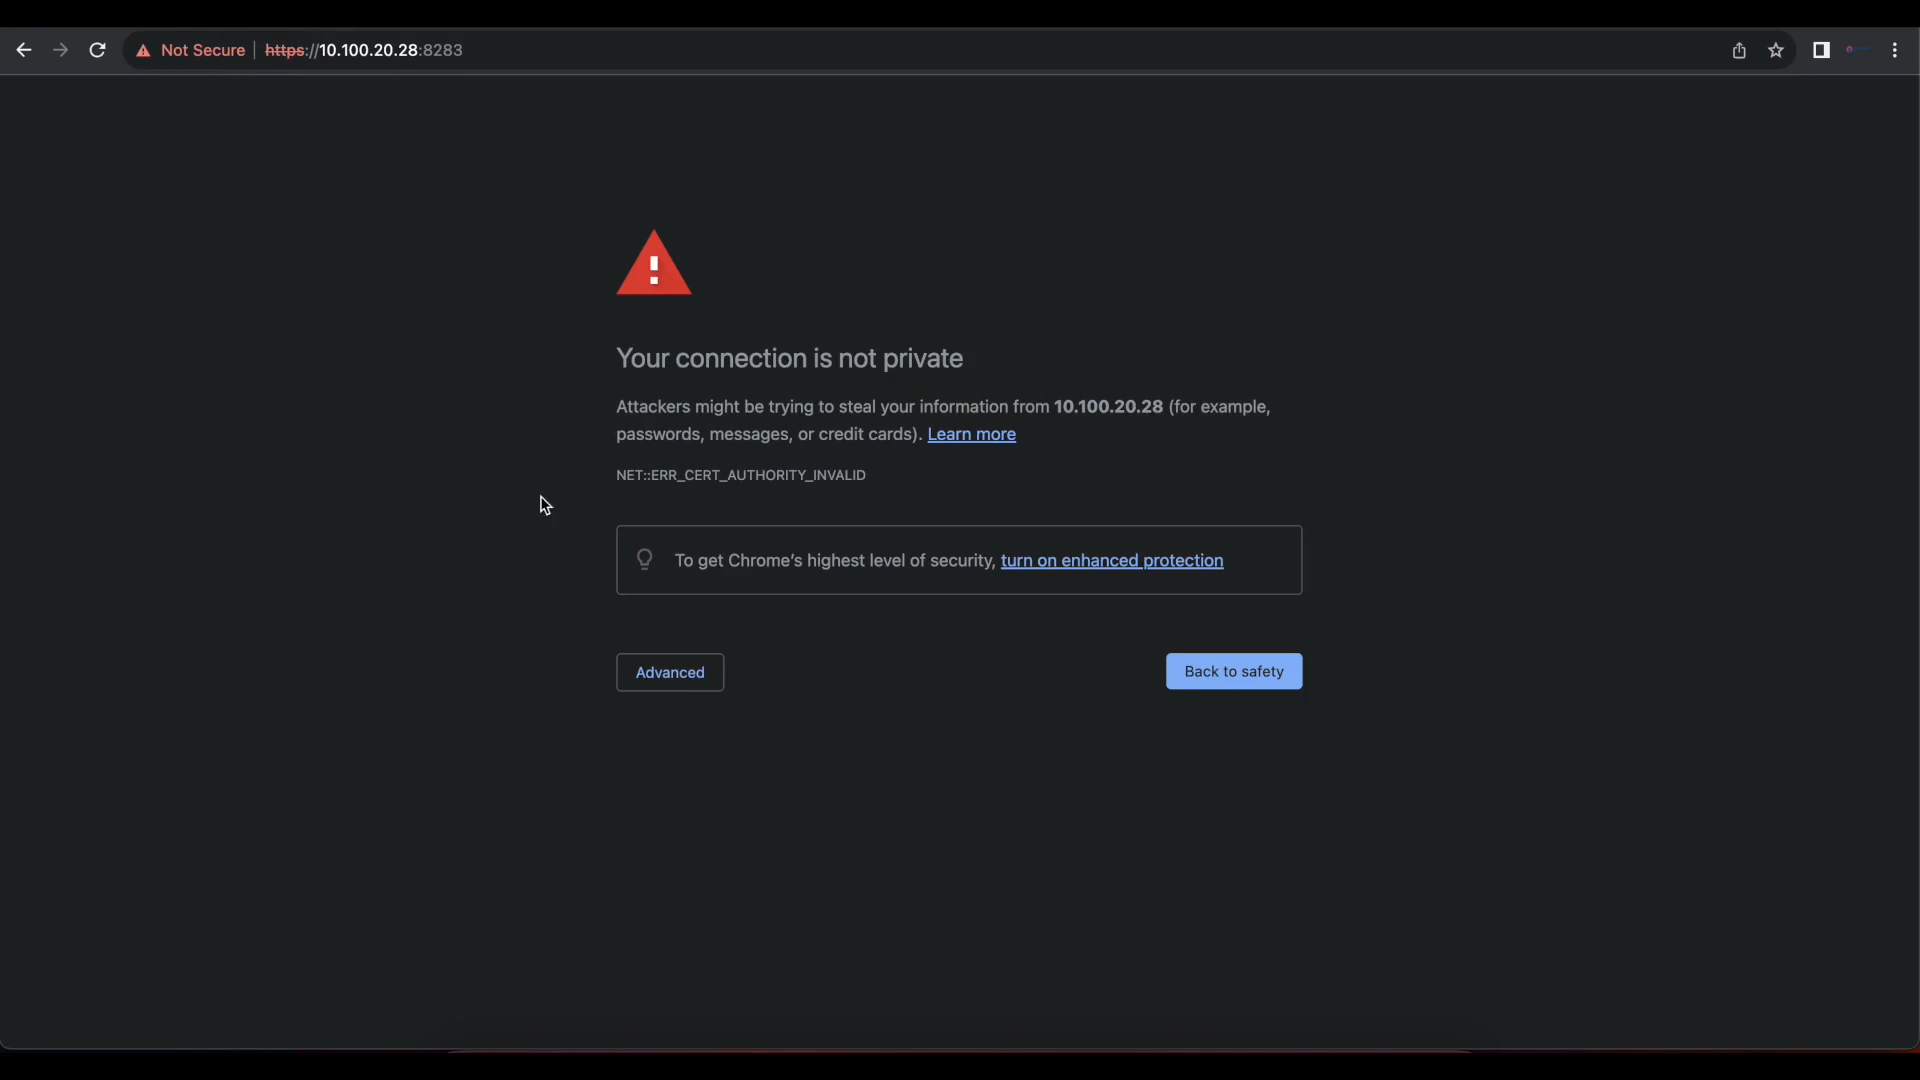 Not Secure | https://10.100.20.28:8283
Your connection is not private
Attackers might be trying to steal your information from 10.100.20.28 (for example,
passwords, messages, or credit cards). Learn more
NET::ERR_CERT_AUTHORITY_INVALID
To get Chrome's highest level of security, turn on enhanced protection
Advanced
Back to safety